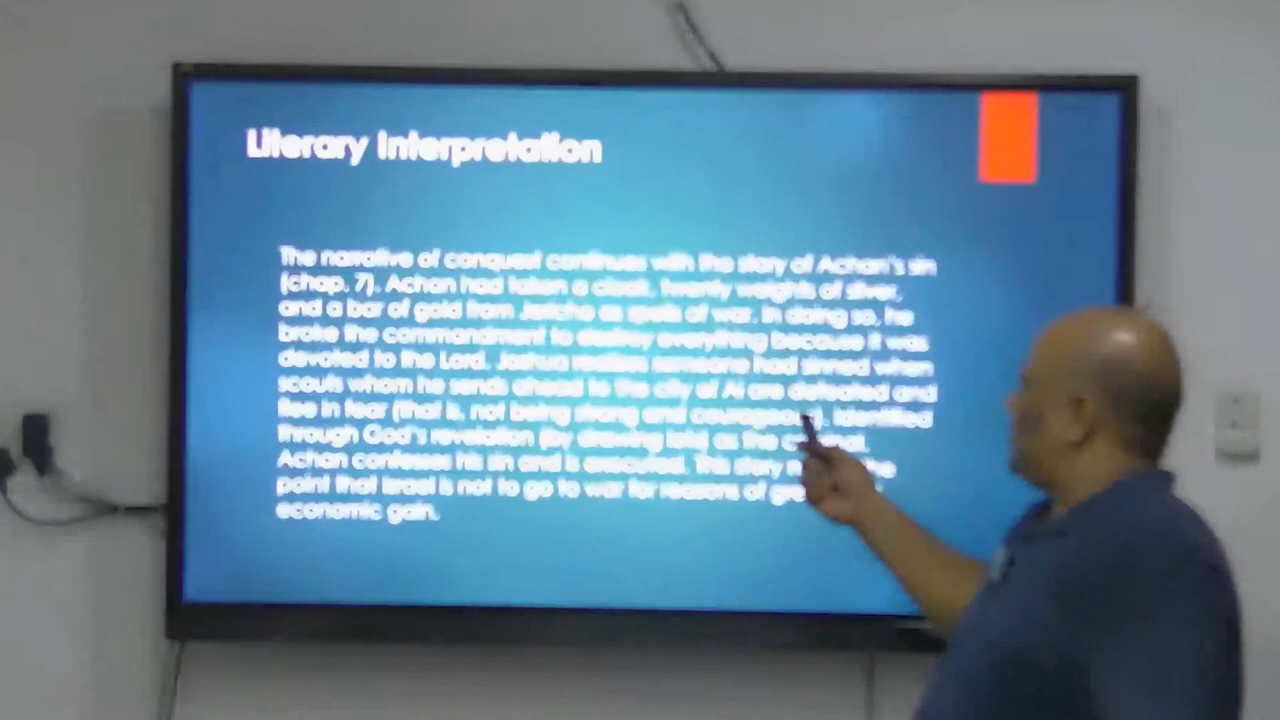 Literary Interpretation
The narrative of conquest continues with the story of Achan's sin
(chap. 7). Achan had taken a cloak, twenty weights of silver,
and a bar of gold from Jericho as spoils of war. In doing so, he
broke the commandment to destroy everything because it was
devoted to the Lord. Joshua realizes someone had sinned when
scouts whom he sends ahead to the city of Ai are defeated and
flee in fear (that is, not being strong and courageous). Identified
through God's revelation (by drawing lots) as the
Achan confesses his sin and is executed. This story
point that Israel is not to go to war for reasons of
economic gain.